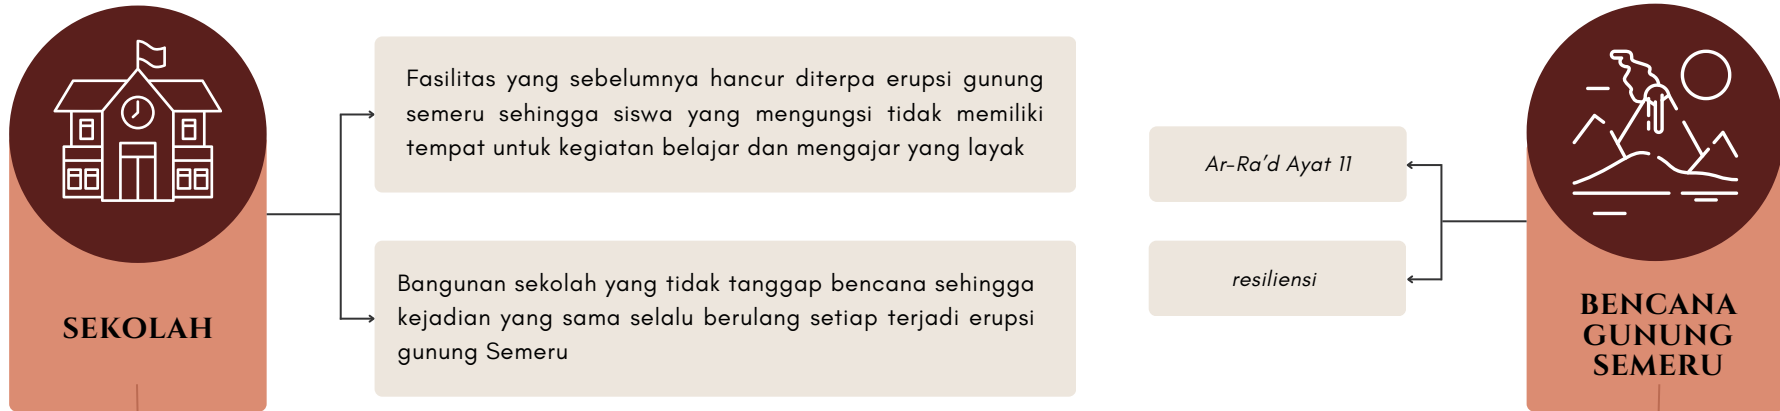 SEKOLAH
Fasilitas yang sebelumnya hancur diterpa erupsi gunung
semeru sehingga siswa yang mengungsi tidak memiliki
tempat untuk kegiatan belajar dan mengajar yang layak
Bangunan sekolah yang tidak tanggap bencana sehingga
kejadian yang sama selalu berulang setiap terjadi erupsi
gunung Semeru
Ar-Ra’d Ayat 11
resiliensi
BENCANA
GUNUNG
SEMERU